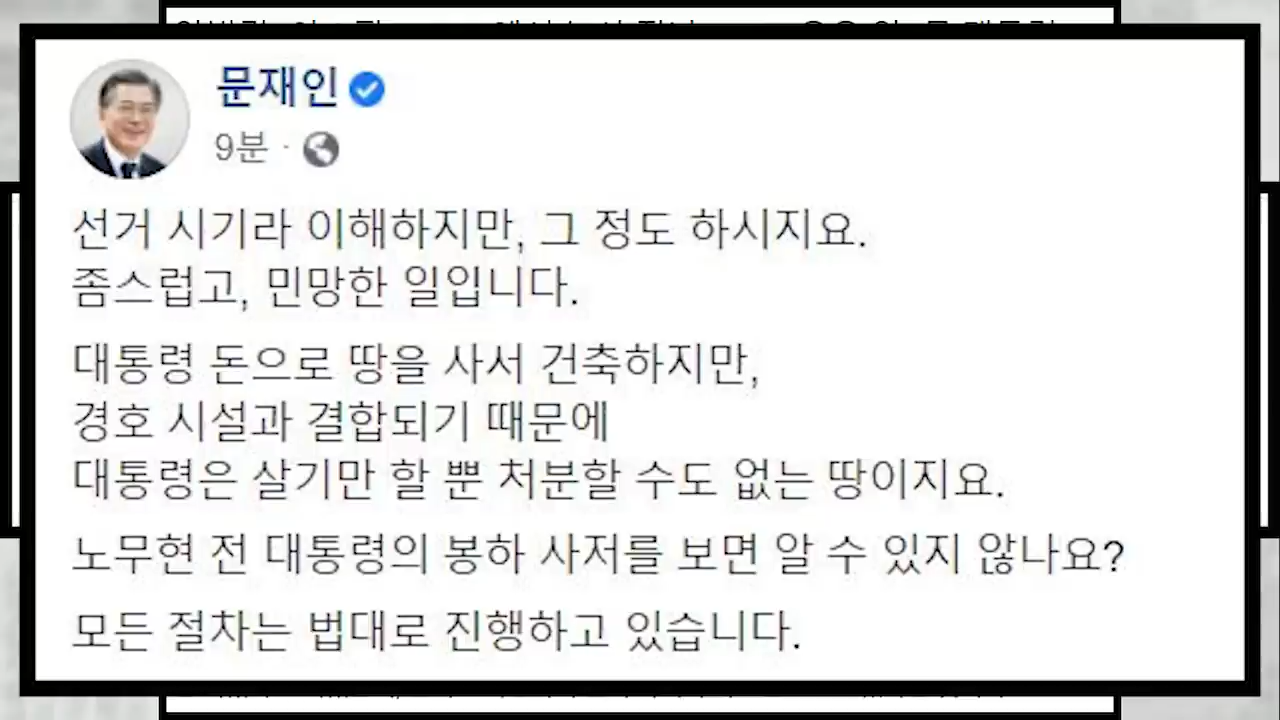 문재인
9분 ·
선거 시기라 이해하지만, 그 정도 하시지요.
좀스럽고, 민망한 일입니다.
대통령 돈으로 땅을 사서 건축하지만,
경호 시설과 결합되기 때문에
대통령은 살기만 할 뿐 처분할 수도 없는 땅이지요.
노무현 전 대통령의 봉하 사저를 보면 알 수 있지 않나요?
모든 절차는 법대로 진행하고 있습니다.